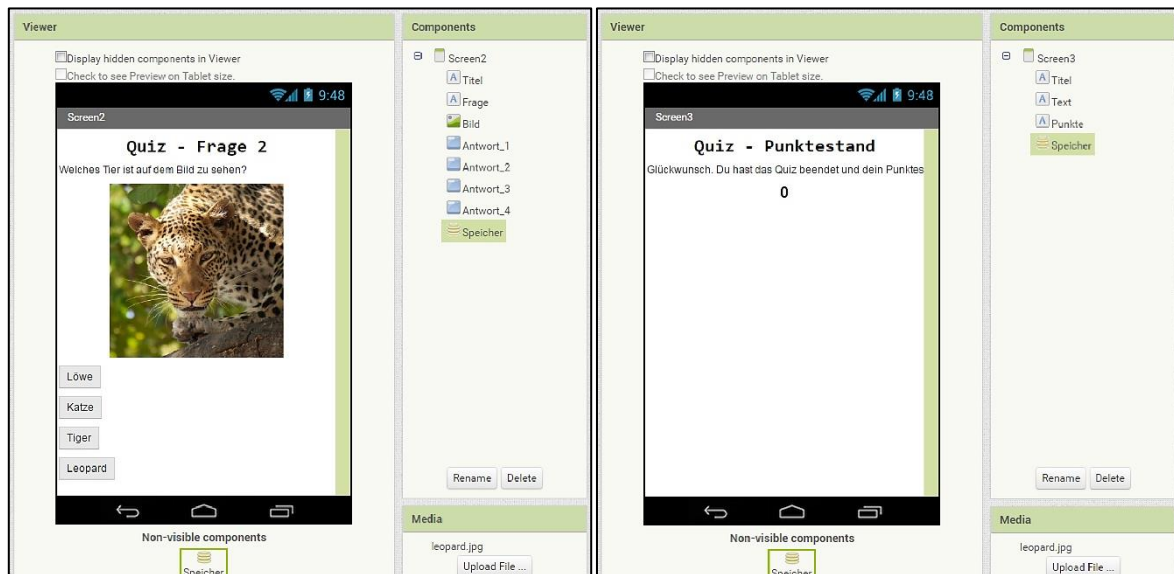 Viewer
Display hidden components in Viewer
Check to see Preview on Tablet size.
9:48
Screen2
Quiz - Frage 2
Welches Tier ist auf dem Bild zu sehen?
Löwe
Katze
Tiger
Leopard
Non-visible components
Speicher
Components
Screen2
Titel
Frage
Bild
Antwort_1
Antwort_2
Antwort_3
Antwort_4
Speicher
Rename Delete
Media
leopard.jpg
Upload File ...
Viewer
Display hidden components in Viewer
Check to see Preview on Tablet size.
9:48
Screen3
Quiz - Punktestand
Glückwunsch. Du hast das Quiz beendet und dein Punktes
0
Non-visible components
Speicher
Components
Screen3
Titel
Text
Punkte
Speicher
Rename Delete
Media
leopard.jpg
Upload File ...